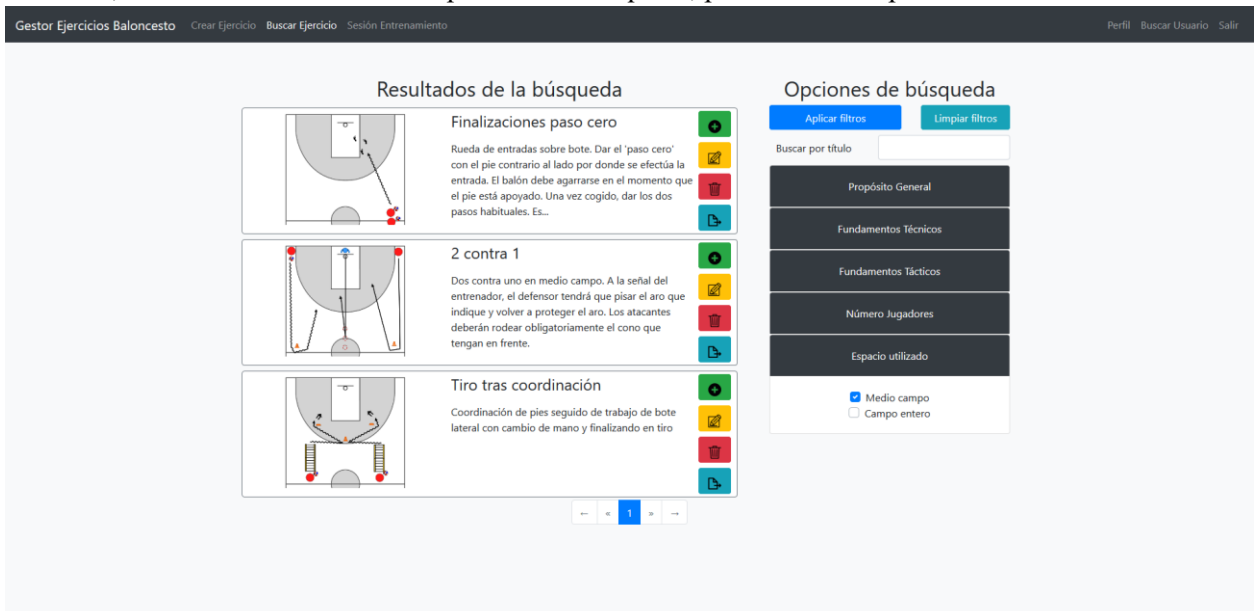 Gestor Ejercicios Baloncesto Crear Ejercicio Buscar Ejercicio Sesión Entrenamiento Perfil Buscar Usuario Salir
Resultados de la búsqueda
Finalizaciones paso cero
Rueda de entradas sobre bote. Dar el 'paso cero'
con el pie contrario al lado por donde se efectúa la
entrada. El balón debe agarrarse en el momento que
el pie está apoyado. Una vez cogido, dar los dos
pasos habituales. Es...
2 contra 1
Dos contra uno en medio campo. A la señal del
entrenador, el defensor tendrá que pisar el aro que
indique y volver a proteger el aro. Los atacantes
deberán rodear obligatoriamente el cono que
tengan en frente.
Tiro tras coordinación
Coordinación de pies seguido de trabajo de bote
lateral con cambio de mano y finalizando en tiro
← « 1 » →
Opciones de búsqueda
Aplicar filtros Limpiar filtros
Buscar por título
Propósito General
Fundamentos Técnicos
Fundamentos Tácticos
Número Jugadores
Espacio utilizado
Medio campo
Campo entero